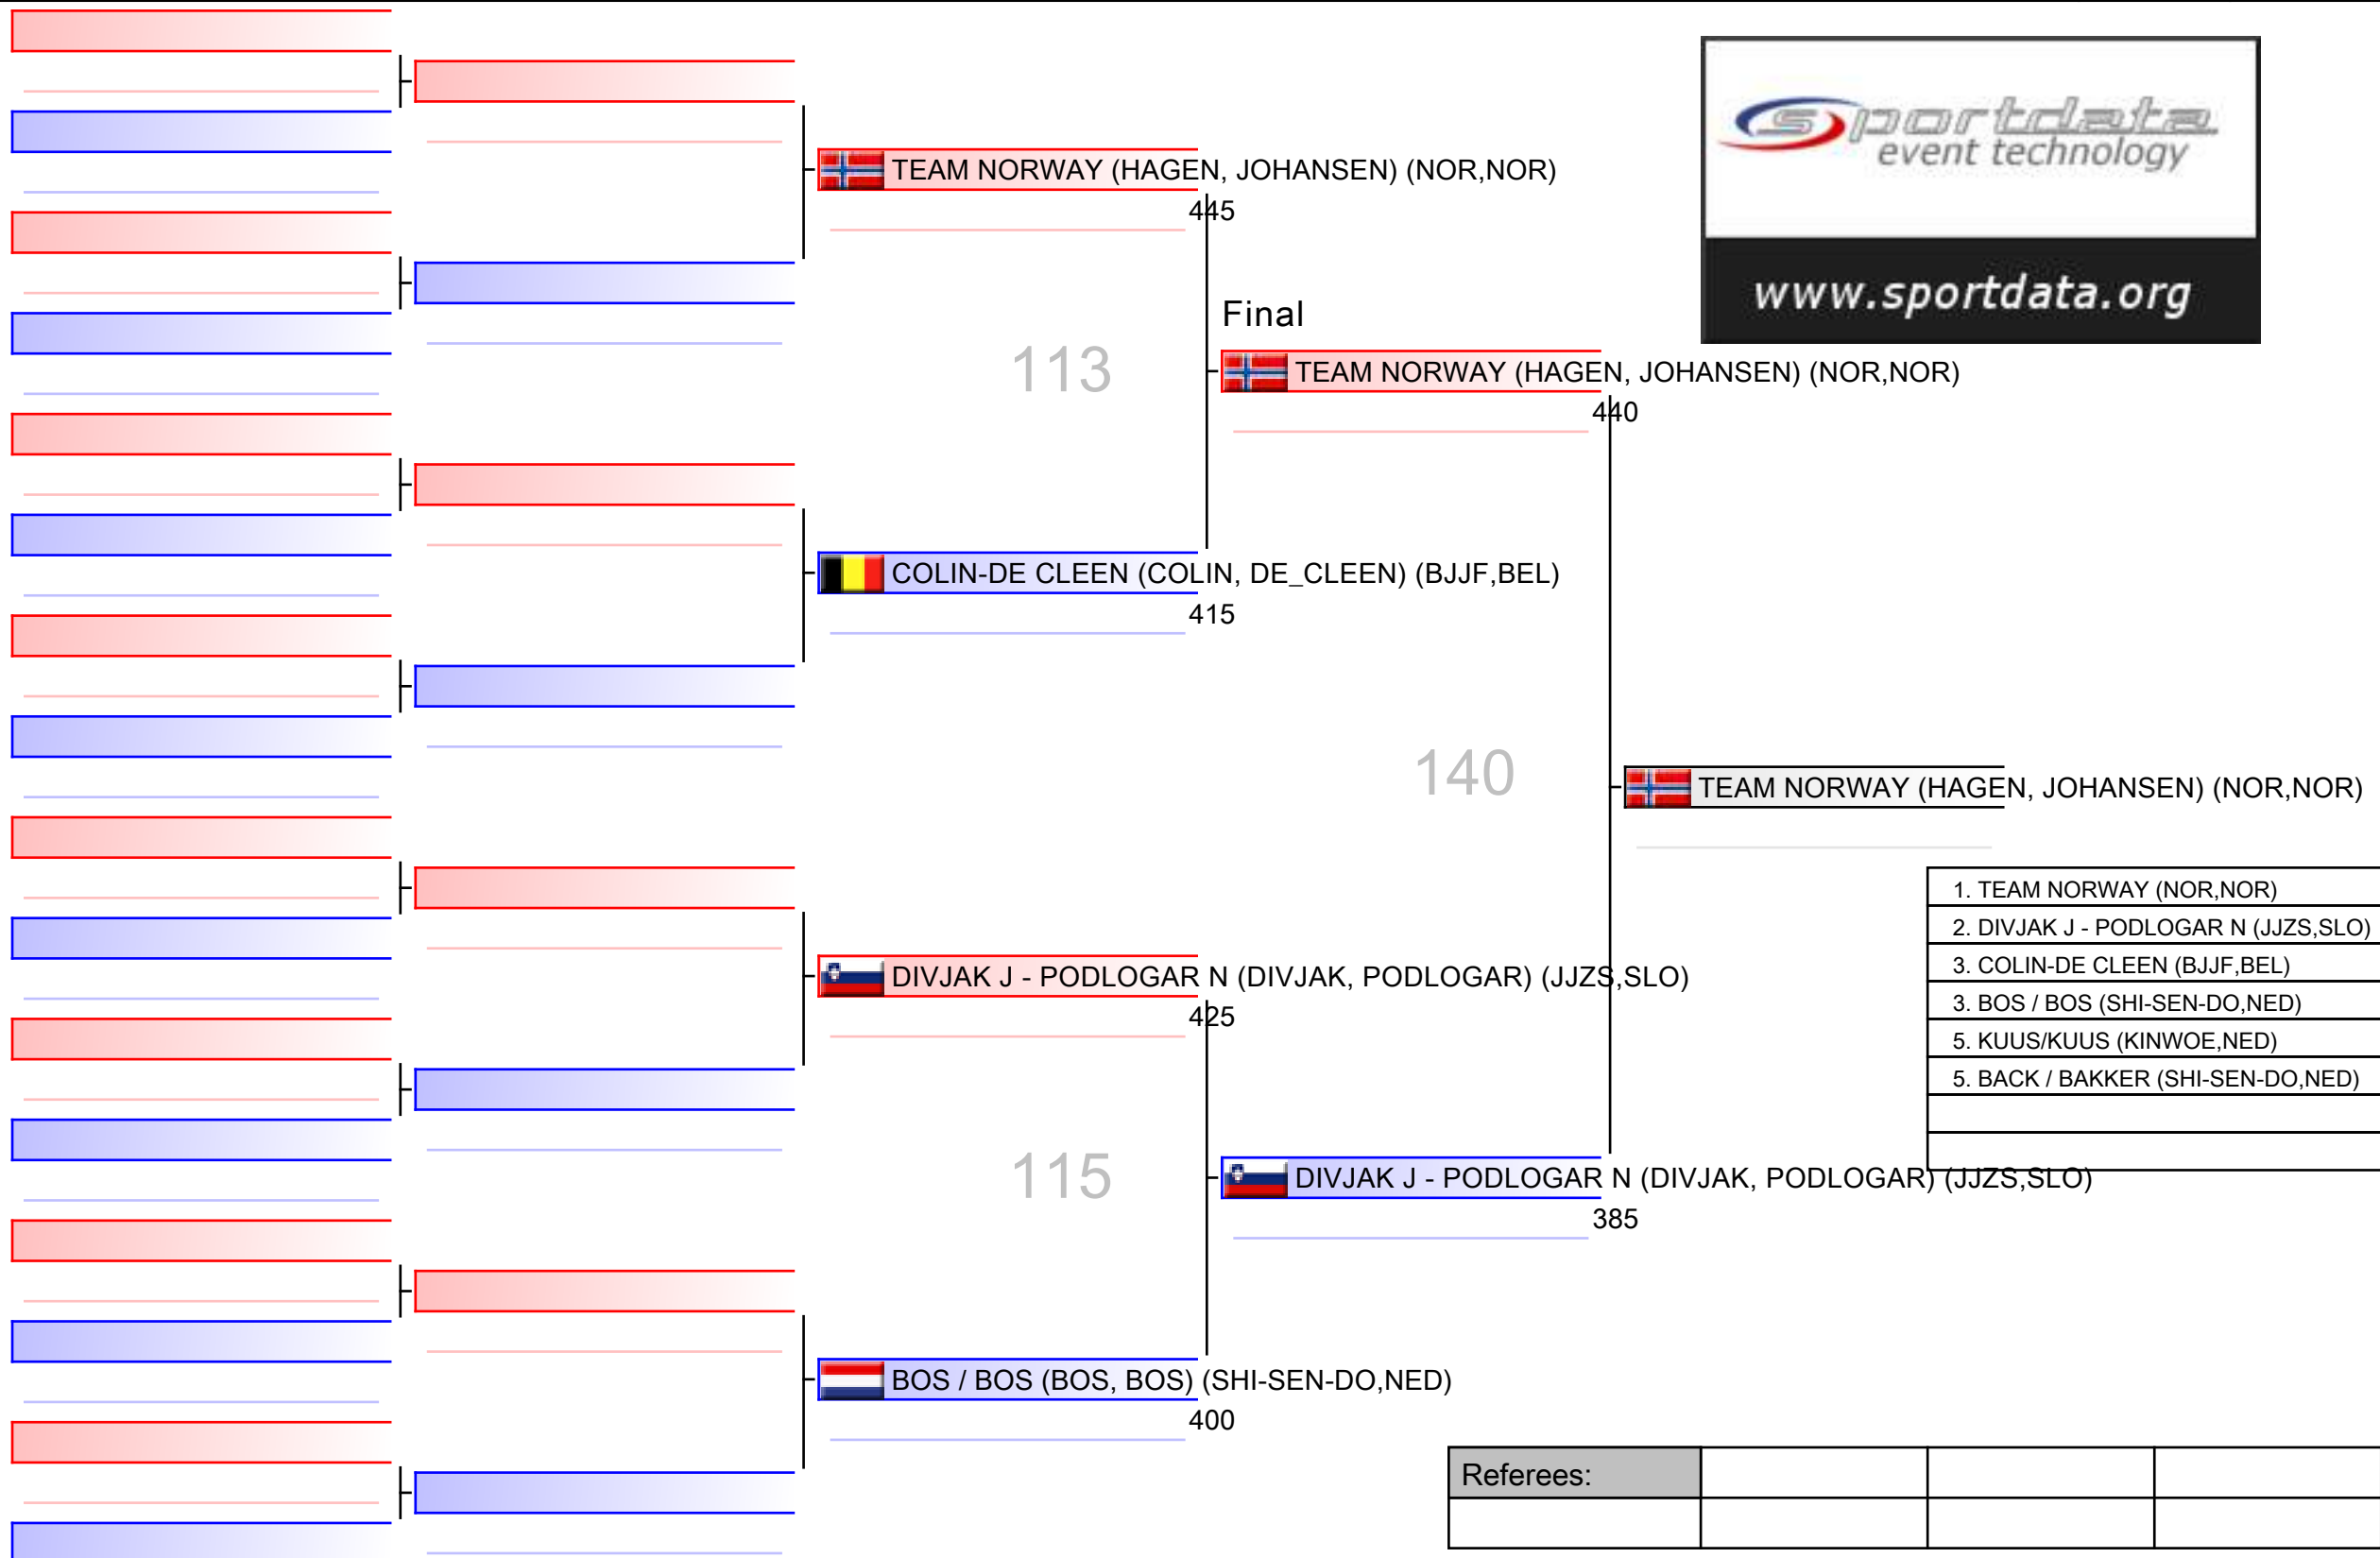 sportdata
event technology
www.sportdata.org
TEAM NORWAY (HAGEN, JOHANSEN) (NOR,NOR)
445
Final
113
TEAM NORWAY (HAGEN, JOHANSEN) (NOR,NOR)
440
COLIN-DE CLEEN (COLIN, DE_CLEEN) (BJJF,BEL)
415
140
TEAM NORWAY (HAGEN, JOHANSEN) (NOR,NOR)
1. TEAM NORWAY (NOR,NOR)
2. DIVJAK J - PODLOGAR N (JJZS,SLO)
3. COLIN-DE CLEEN (BJJF,BEL)
3. BOS / BOS (SHI-SEN-DO,NED)
5. KUUS/KUUS (KINWOE,NED)
5. BACK / BAKKER (SHI-SEN-DO,NED)
DIVJAK J - PODLOGAR N (DIVJAK, PODLOGAR) (JJZS,SLO)
425
115
DIVJAK J - PODLOGAR N (DIVJAK, PODLOGAR) (JJZS,SLO)
385
BOS / BOS (BOS, BOS) (SHI-SEN-DO,NED)
400
Referees: